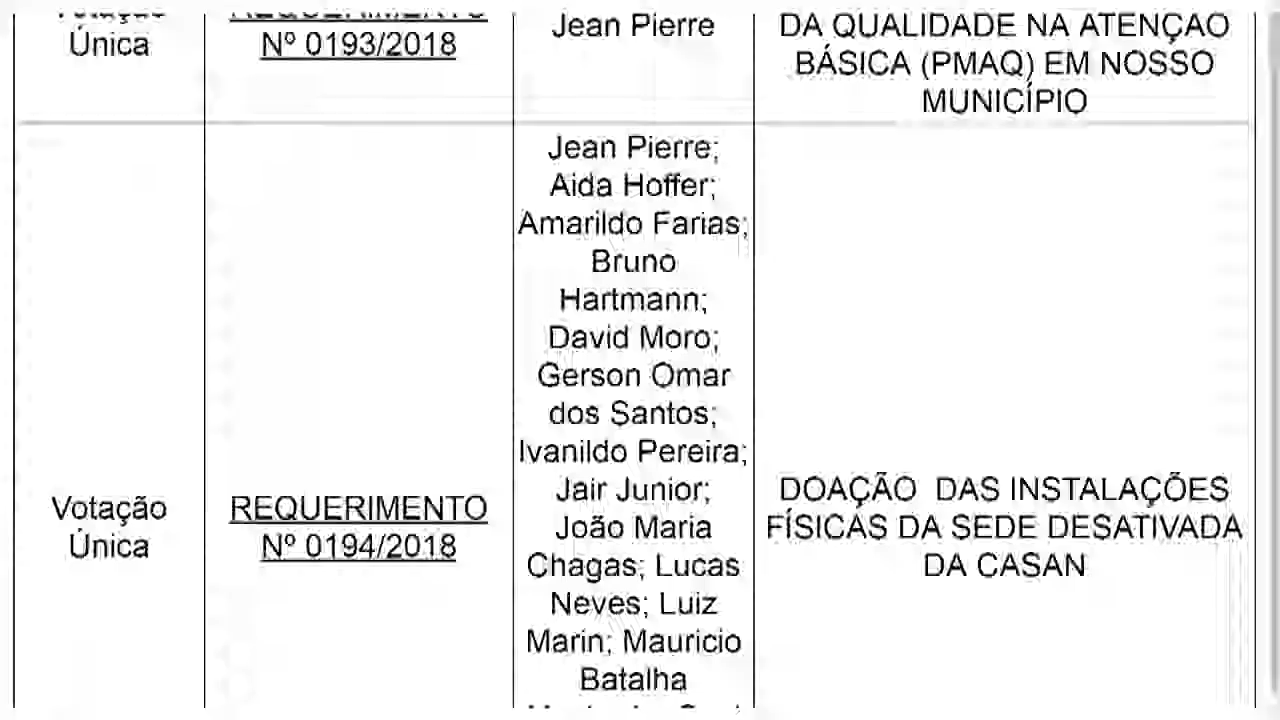 Votação
Única
REQUERIMENTO
Nº 0193/2018
Jean Pierre
DA QUALIDADE NA ATENÇÃO
BÁSICA (PMAQ) EM NOSSO
MUNICÍPIO
Votação
Única
REQUERIMENTO
Nº 0194/2018
Jean Pierre;
Aida Hoffer;
Amarildo Farias;
Bruno
Hartmann;
David Moro;
Gerson Omar
dos Santos;
Ivanildo Pereira;
Jair Junior;
João Maria
Chagas; Lucas
Neves; Luiz
Marin; Mauricio
Batalha
DOAÇÃO  DAS INSTALAÇÕES
FÍSICAS DA SEDE DESATIVADA
DA CASAN